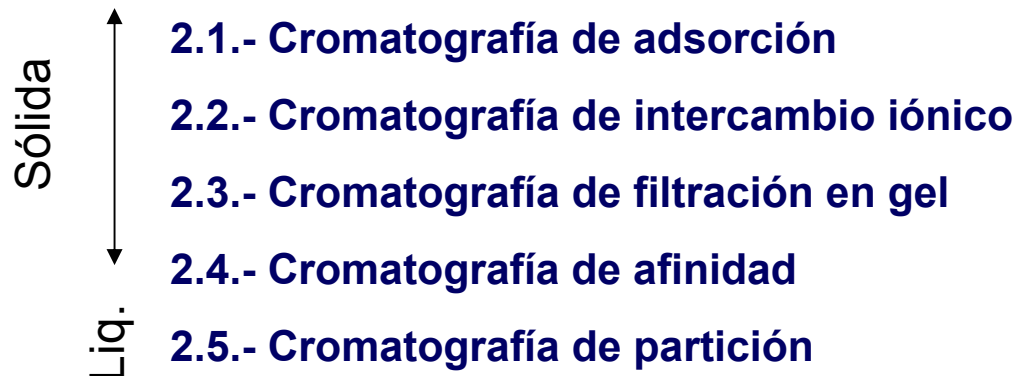 Sólida
2.1.- Cromatografía de adsorción
2.2.- Cromatografía de intercambio iónico
2.3.- Cromatografía de filtración en gel
2.4.- Cromatografía de afinidad
Liq.
2.5.- Cromatografía de partición